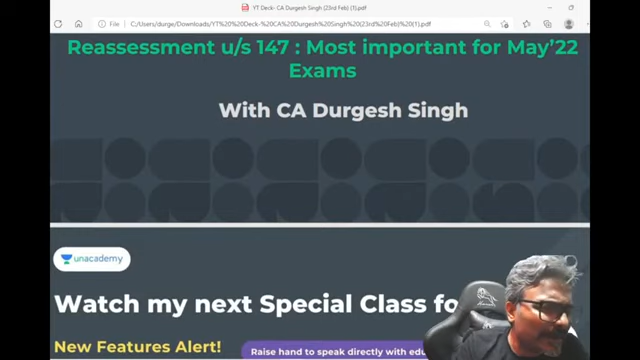 YT Deck- CA Durgesh Singh (23rd Feb) (1).pdf
File
C:/Users/durge/Downloads/YT%20%20Deck-%20CA%20Durgesh%20Singh%20(23rd%20Feb)%20(1).pdf
Reassessment u/s 147 : Most important for May’22
Exams
With CA Durgesh Singh
unacademy
Watch my next Special Class fo
New Features Alert!
Raise hand to speak directly with edu